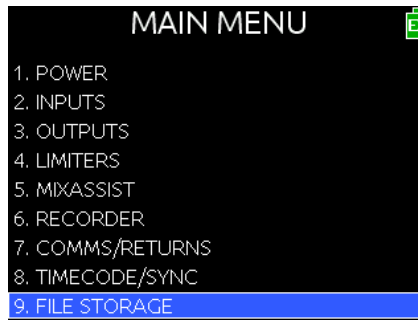 MAIN MENU
1. POWER
2. INPUTS
3. OUTPUTS
4. LIMITERS
5. MIXASSIST
6. RECORDER
7. COMMS/RETURNS
8. TIMECODE/SYNC
9. FILE STORAGE